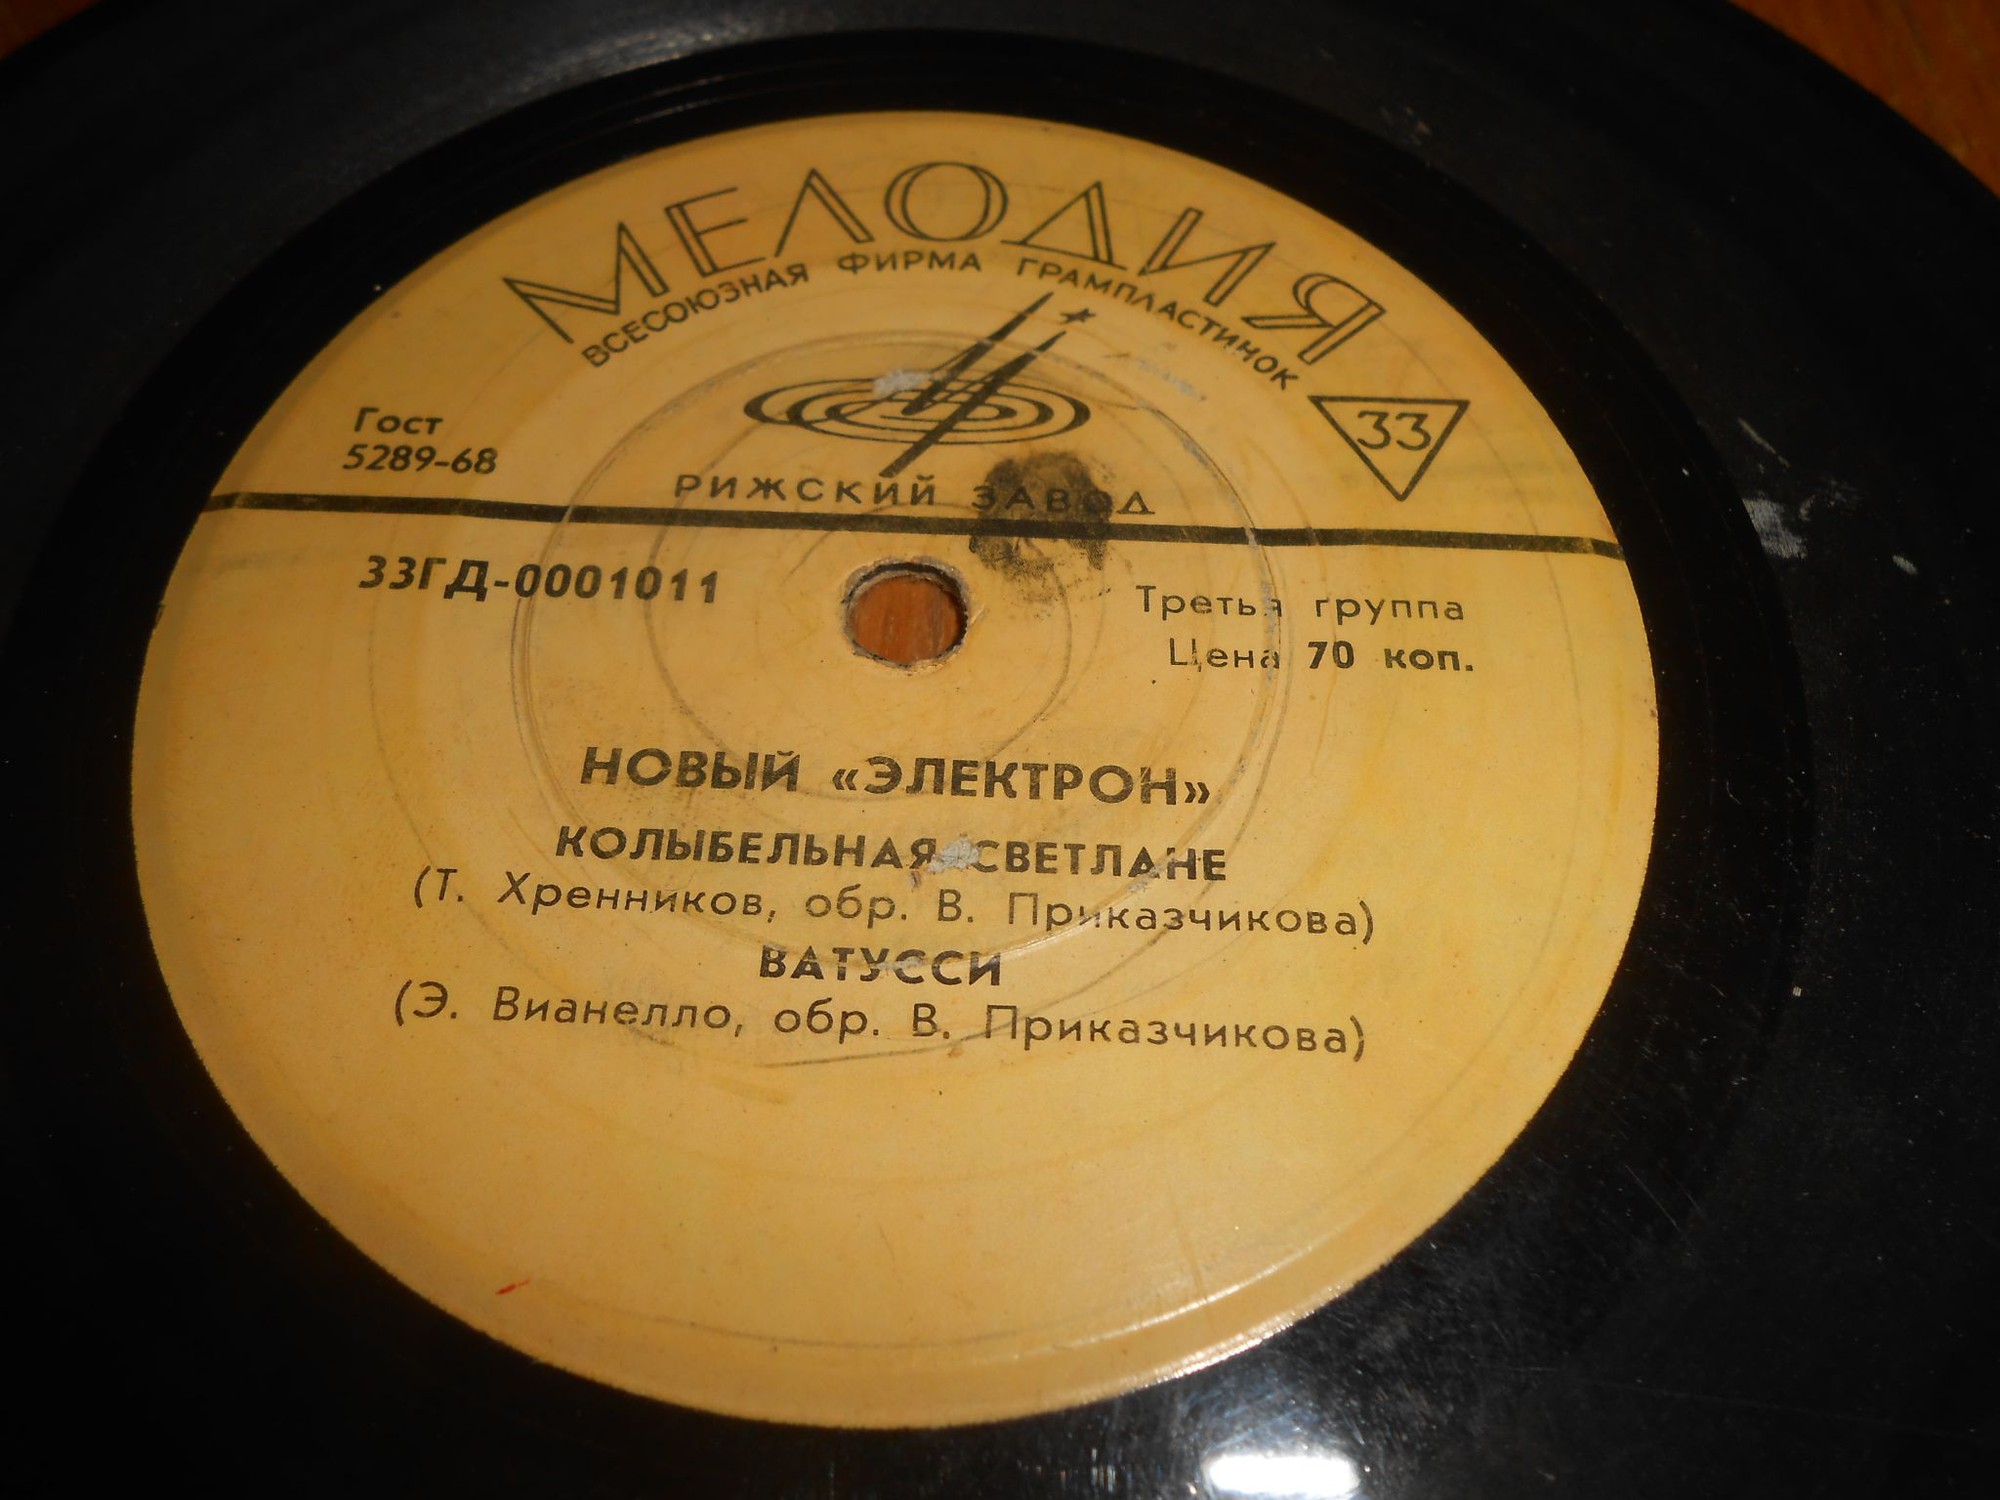 МЕЛОДИЯ
ВСЕСОЮЗНАЯ ФИРМА ГРАМПЛАСТИНОК
Гост
5289-68
33
РИЖСКИЙ ЗАВОД
33ГД-0001011
Третья группа
Цена 70 коп.
НОВЫЙ «ЭЛЕКТРОН»
КОЛЫБЕЛЬНАЯ СВЕТЛАНЕ
(Т. Хренников, обр. В. Приказчикова)
ВАТУССИ
(Э. Вианелло, обр. В. Приказчикова)